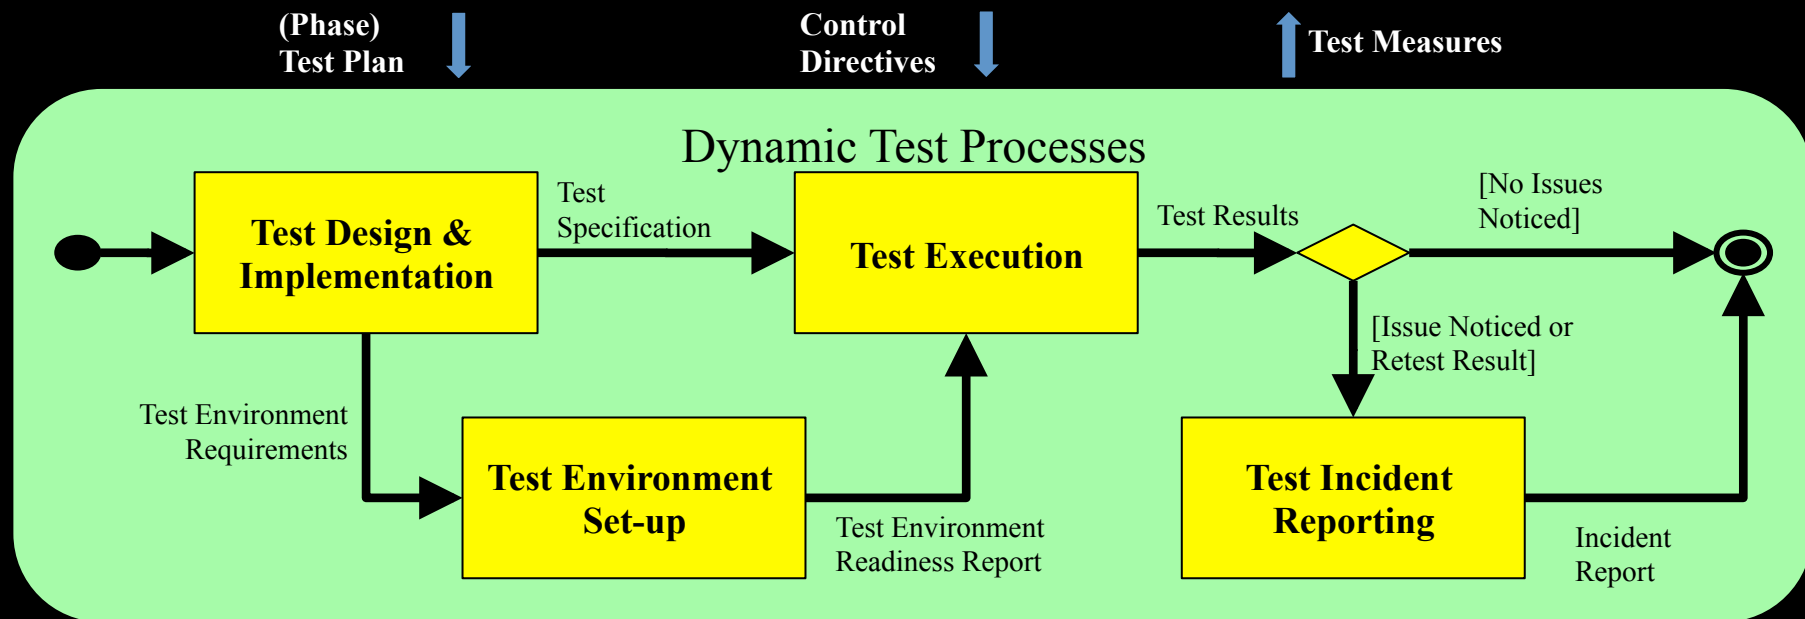 (Phase)
Test Plan
Control
Directives
Test Measures
Dynamic Test Processes
Test Design &
Implementation
Test
Specification
Test Execution
Test Results
[No Issues
Noticed]
[Issue Noticed or
Retest Result]
Test Environment
Requirements
Test Environment
Set-up
Test Environment
Readiness Report
Test Incident
Reporting
Incident
Report